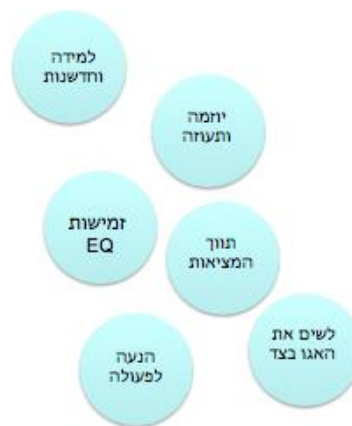 למידה
וחדשנות
יוזמה
ותעוזה
זמישות
EQ
תווך
המציאות
לשים את
האגו בצד
הנעה
לפעולה